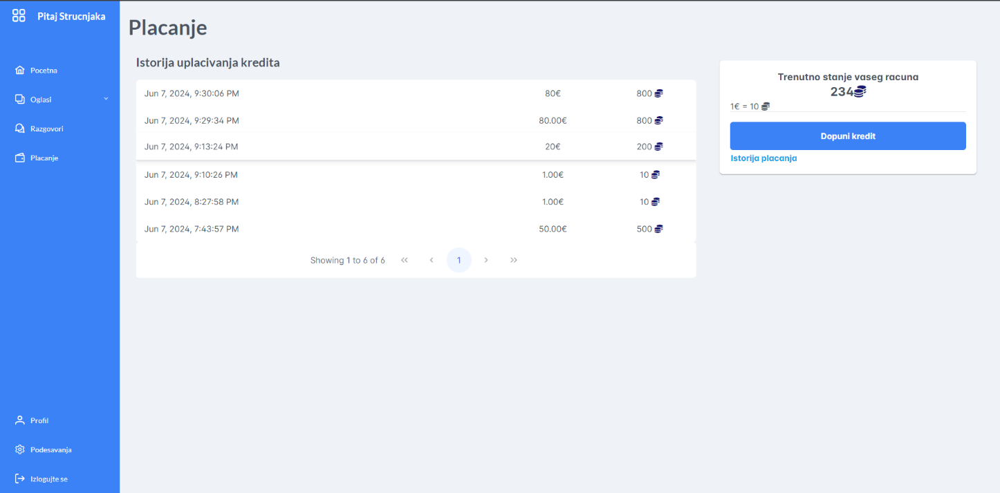 Pitaj Strucnjaka
Pocetna
Oglasi
Razgovori
Placanje
Profil
Podesavanja
Izlogujte se
Placanje
Istorija uplacivanja kredita
Jun 7, 2024, 9:30:06 PM 80€ 800
Jun 7, 2024, 9:29:34 PM 80.00€ 800
Jun 7, 2024, 9:13:24 PM 20€ 200
Jun 7, 2024, 9:10:26 PM 1.00€ 10
Jun 7, 2024, 8:27:58 PM 1.00€ 10
Jun 7, 2024, 7:43:57 PM 50.00€ 500
Showing 1 to 6 of 6 « ‹ 1 › »
Trenutno stanje vaseg racuna
234
1€ = 10
Dopuni kredit
Istorija placanja